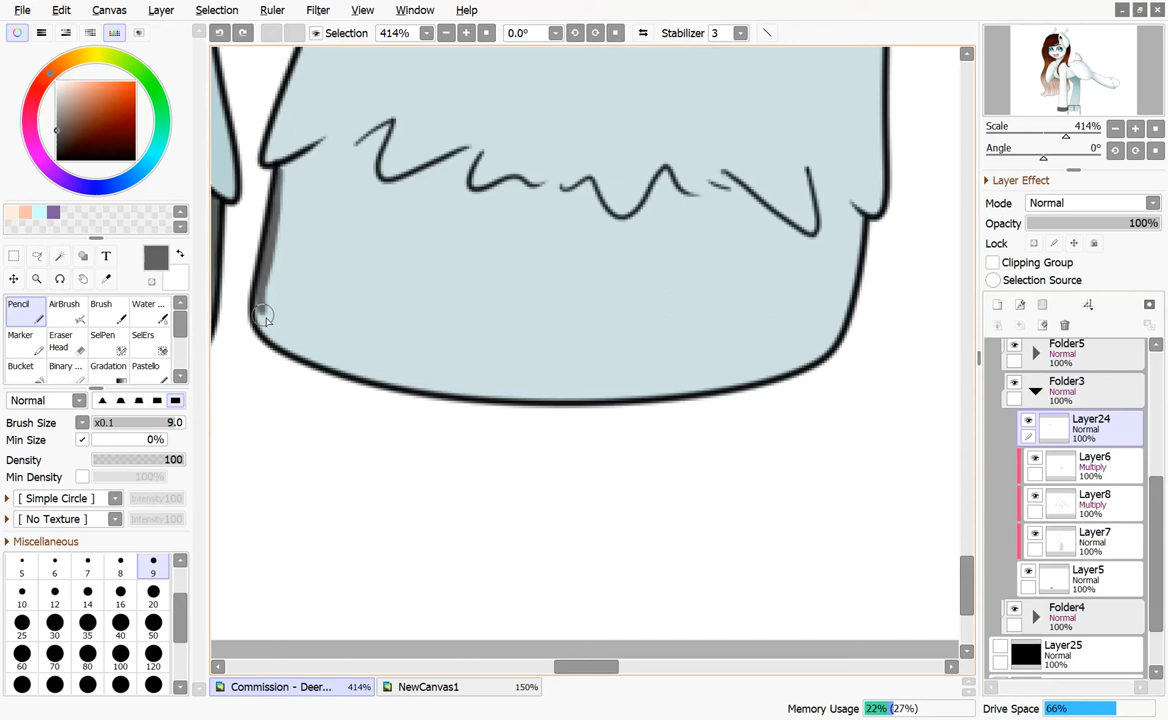 File Edit Canvas Layer Selection Ruler Filter View Window Help
Selection 414% 0.0° Stabilizer 3
Scale 414%
Angle 0°
Layer Effect
Mode Normal
Opacity 100%
Lock
Clipping Group
Selection Source
T
Pencil AirBrush Brush Water ...
Marker Eraser Head SelPen SelErs
Bucket Binary ... Gradation Pastello
Normal
Brush Size x0.1 9.0
Min Size 0%
Density 100
Min Density 100%
[ Simple Circle ] Intensity 100
[ No Texture ] Intensity 100
Miscellaneous
5 6 7 8 9
10 12 14 16 20
25 30 35 40 50
60 70 80 100 120
Folder5
Normal
100%
Folder3
Normal
100%
Layer24
Normal
100%
Layer6
Multiply
100%
Layer8
Multiply
100%
Layer7
Normal
100%
Layer5
Normal
100%
Folder4
Normal
100%
Layer25
Normal
100%
Commission - Deer... 414% NewCanvas1 150%
Memory Usage 22% (27%) Drive Space 66%